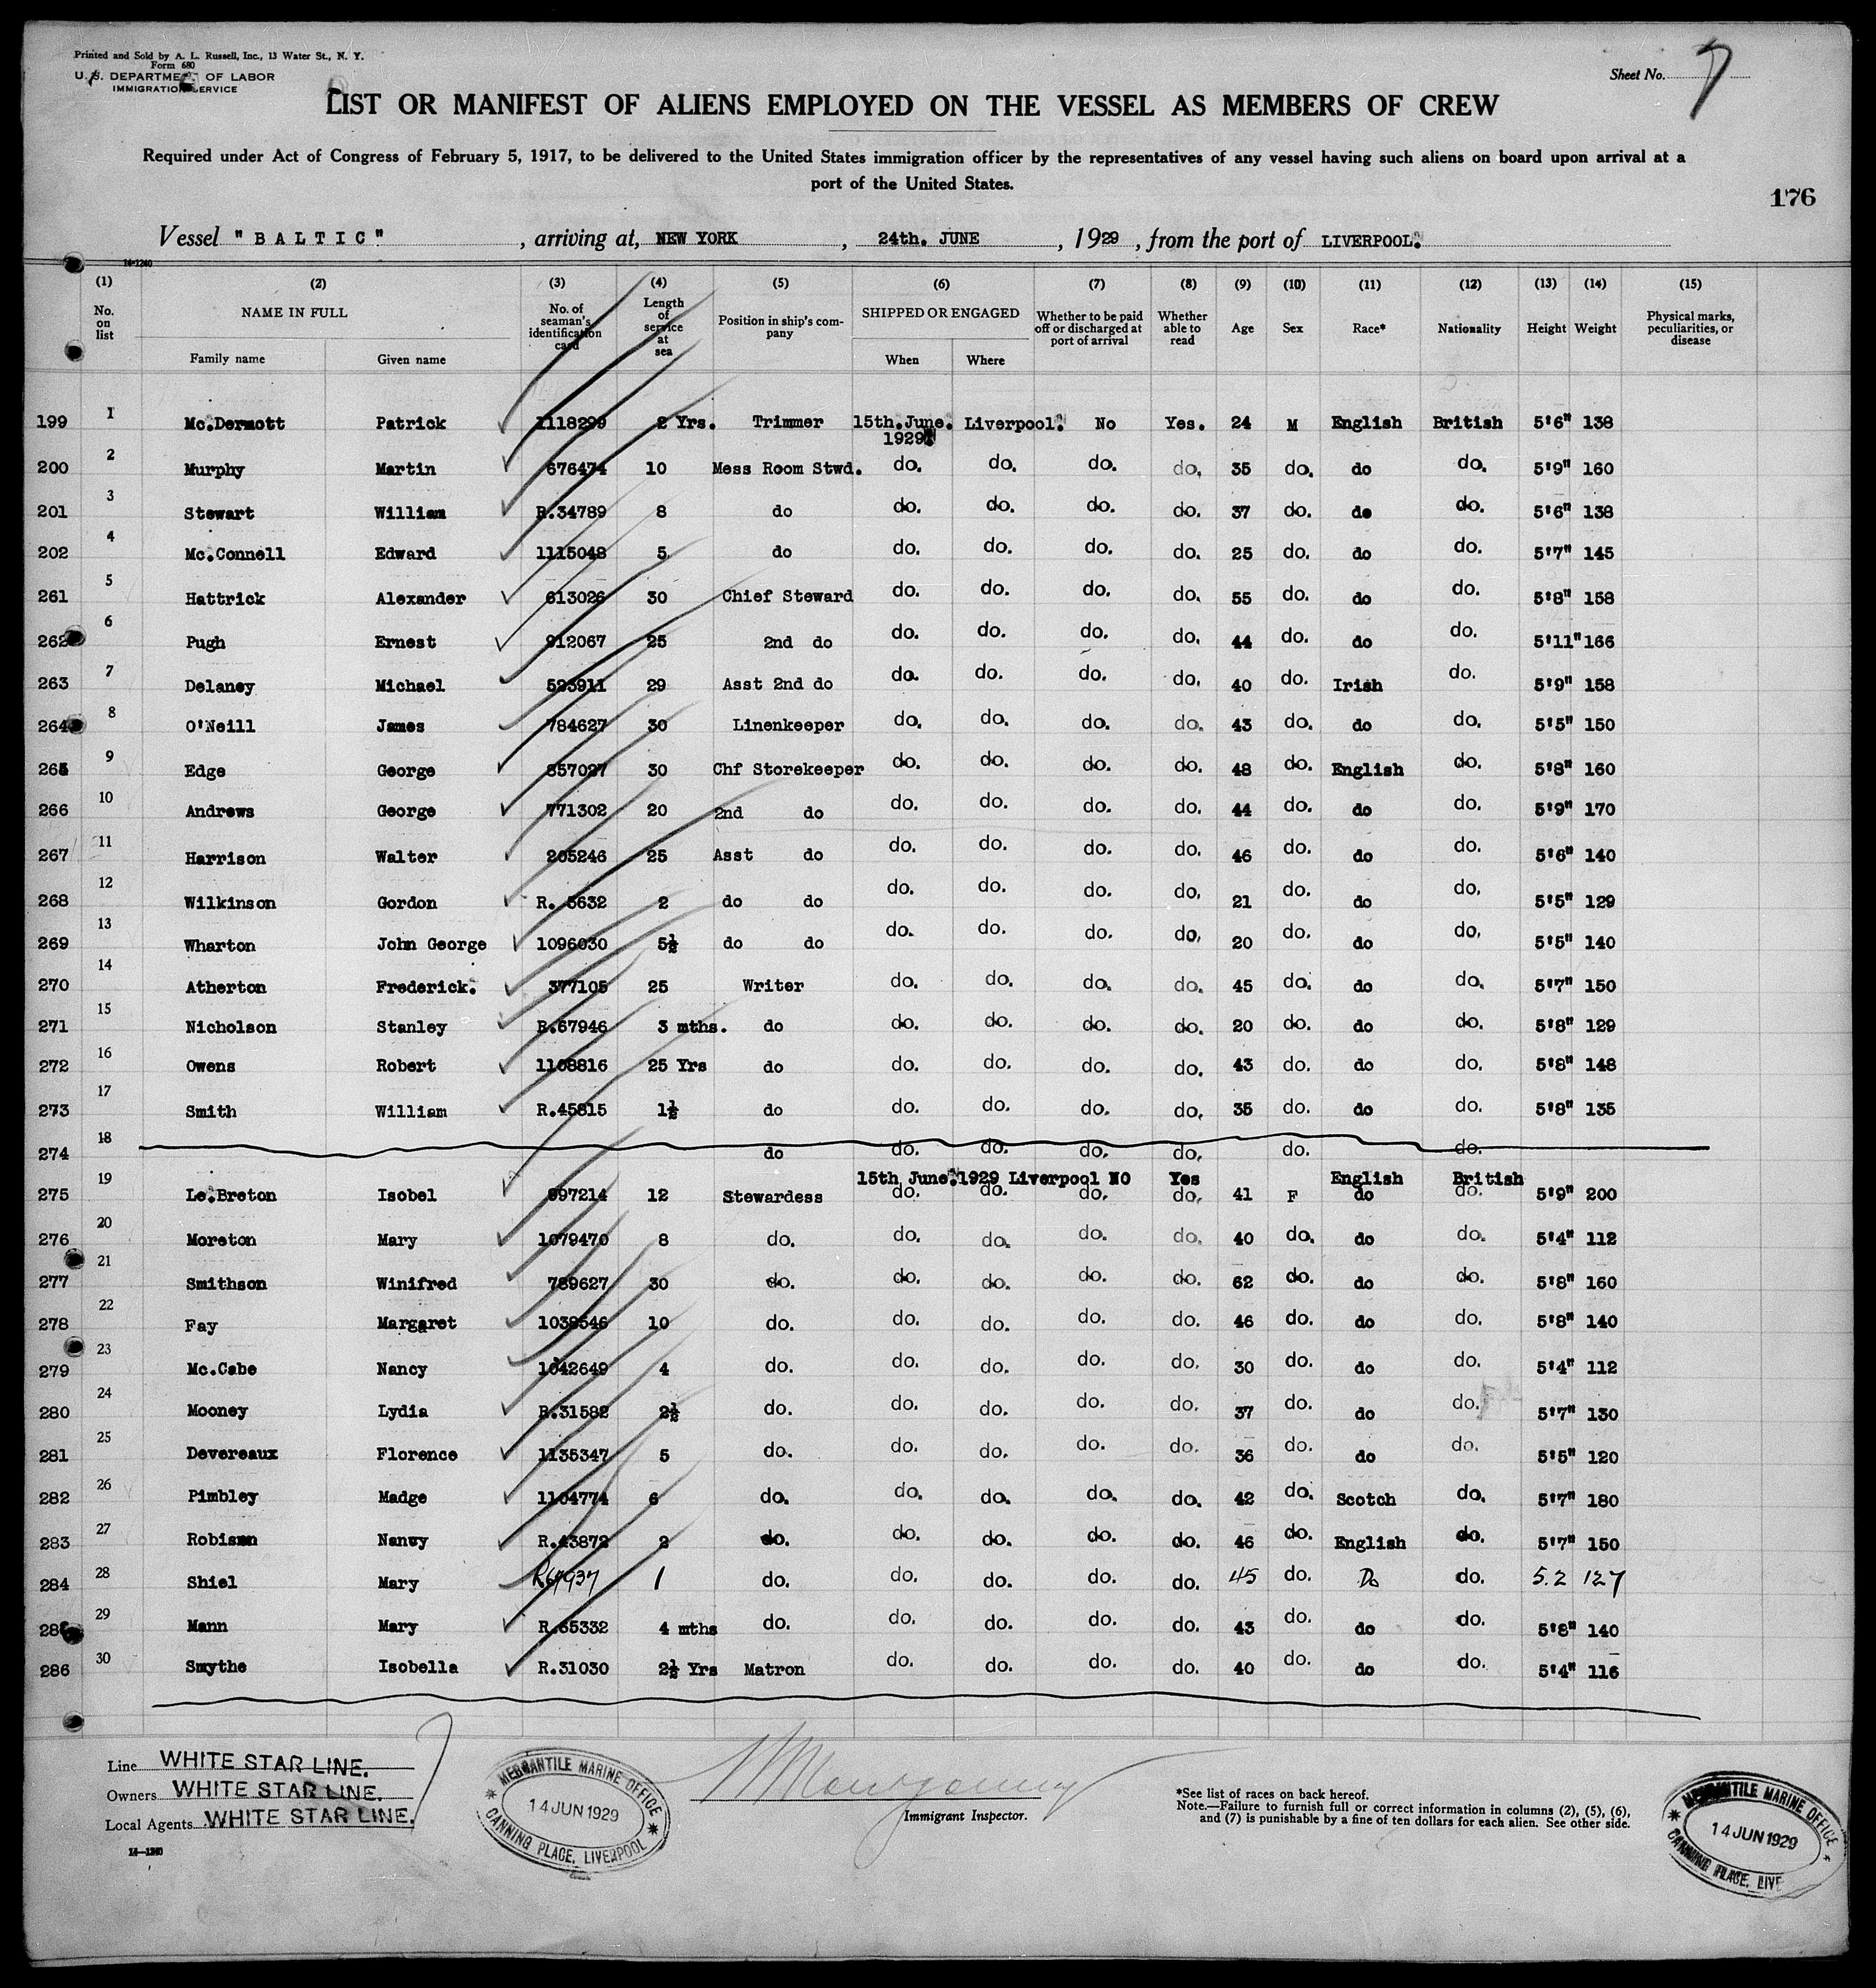 Printed and Sold by A. L. Russell, Inc., 13 Water St., N. Y.
Form 680
U. S. DEPARTMENT OF LABOR
IMMIGRATION SERVICE
Sheet No. 7
LIST OR MANIFEST OF ALIENS EMPLOYED ON THE VESSEL AS MEMBERS OF CREW
Required under Act of Congress of February 5, 1917, to be delivered to the United States immigration officer by the representatives of any vessel having such aliens on board upon arrival at a
port of the United States.
176
Vessel "BALTIC", arriving at, NEW YORK, 24th. JUNE, 1929, from the port of LIVERPOOL.
14-1240
(1) (2) (3) (4) (5) (6) (7) (8) (9) (10) (11) (12) (13) (14) (15)
No. on list NAME IN FULL No. of seaman's identification card Length of service at sea Position in ship's company SHIPPED OR ENGAGED Whether to be paid off or discharged at port of arrival Whether able to read Age Sex Race* Nationality Height Weight Physical marks, peculiarities, or disease
Family name Given name When Where
199 1 Mc.Dermott Patrick 1118299 2 Yrs. Trimmer 15th.June. 1929 Liverpool. No Yes. 24 M English British 5'6" 138
200 2 Murphy Martin 676474 10 Mess Room Stwd. do. do. do. do. 35 do. do do. 5'9" 160
201 3 Stewart William R.34789 8 do do. do. do. do. 37 do. do do. 5'6" 138
202 4 Mc.Connell Edward 1115048 5 do do. do. do. do. 25 do. do do. 5'7" 145
261 5 Hattrick Alexander 613026 30 Chief Steward do. do. do. do. 55 do. do do. 5'8" 158
262 6 Pugh Ernest 912067 25 2nd do do. do. do. do. 44 do. do do. 5'11" 166
263 7 Delaney Michael 523911 29 Asst 2nd do do. do. do. do. 40 do. Irish do. 5'9" 158
264 8 O'Neill James 784627 30 Linenkeeper do. do. do. do. 43 do. do do. 5'5" 150
265 9 Edge George 857027 30 Chf Storekeeper do. do. do. do. 48 do. English do. 5'8" 160
266 10 Andrews George 771302 20 2nd do do. do. do. do. 44 do. do do. 5'9" 170
267 11 Harrison Walter 205246 25 Asst do do. do. do. do. 46 do. do do. 5'6" 140
268 12 Wilkinson Gordon R. 5632 2 do do do. do. do. do. 21 do. do do. 5'5" 129
269 13 Wharton John George 1096030 5½ do do do. do. do. do. 20 do. do do. 5'5" 140
270 14 Atherton Frederick. 377105 25 Writer do. do. do. do. 45 do. do do. 5'7" 150
271 15 Nicholson Stanley R.67946 3 mths. do do. do. do. do. 20 do. do do. 5'8" 129
272 16 Owens Robert 1108816 25 Yrs do do. do. do. do. 43 do. do do. 5'8" 148
273 17 Smith William R.45815 1½ do do. do. do. do. 35 do. do do. 5'8" 135
274 18 do do. do. do. do. do. do.
15th June.1929 Liverpool NO Yes English British
275 19 Le.Breton Isobel 997214 12 Stewardess do. do. do. do. 41 F do do. 5'9" 200
276 20 Moreton Mary 1079470 8 do. do. do. do. do. 40 do. do do. 5'4" 112
277 21 Smithson Winifred 789627 30 do. do. do. do. do. 62 do. do do. 5'8" 160
278 22 Fay Margaret 1039546 10 do. do. do. do. do. 46 do. do do. 5'8" 140
279 23 Mc.Cabe Nancy 1042649 4 do. do. do. do. do. 30 do. do do. 5'4" 112
280 24 Mooney Lydia R.31582 2½ do. do. do. do. do. 37 do. do do. 5'7" 130
281 25 Devereaux Florence 1135347 5 do. do. do. do. do. 36 do. do do. 5'5" 120
282 26 Pimbley Madge 1104774 6 do. do. do. do. do. 42 do. Scotch do. 5'7" 180
283 27 R.43872 2 do. do. do. do. do. 46 do. English do. 5'7" 150
284 28 Shiel Mary 1 do. do. do. do. do. 45 do. Do do. 5.2 127
29 Mann Mary R.65332 4 mths do. do. do. do. do. 43 do. do do. 5'8" 140
286 30 Smythe Isobella R.31030 2½ Yrs Matron do. do. do. do. 40 do. do do. 5'4" 116
Line WHITE STAR LINE.
Owners WHITE STAR LINE.
Local Agents WHITE STAR LINE.
14-1240
MERCANTILE MARINE OFFICE
14 JUN 1929
CANNING PLACE, LIVERPOOL
Montgomery
Immigrant Inspector.
*See list of races on back hereof.
Note.—Failure to furnish full or correct information in columns (2), (5), (6),
and (7) is punishable by a fine of ten dollars for each alien. See other side.
MERCANTILE MARINE OFFICE
14 JUN 1929
CANNING PLACE, LIVE